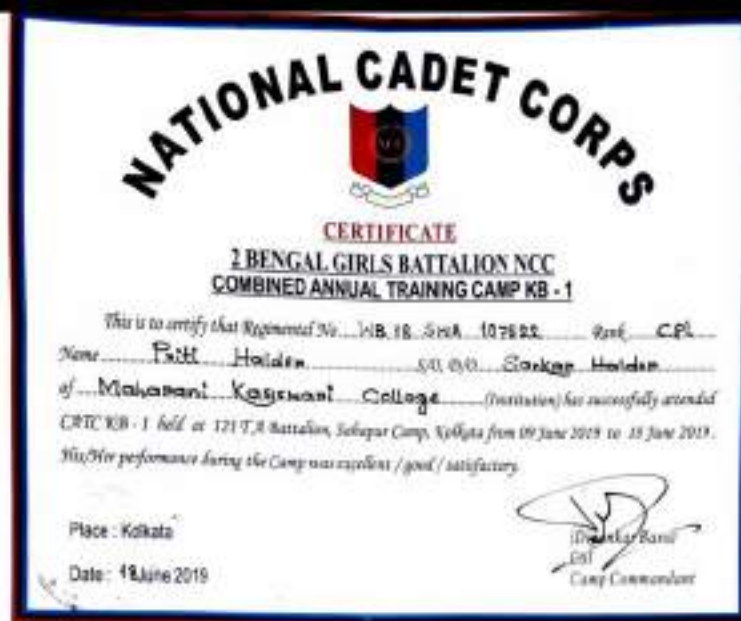 NATIONAL CADET CORPS
CERTIFICATE
2 BENGAL GIRLS BATTALION NCC
COMBINED ANNUAL TRAINING CAMP KB - 1
This is to certify that Regimental No. WB 18 SWA 107622 Rank CPL
Name Priti Halder S/O, D/O Sankar Halder
of Maharani Kasiswari College (Institution) has successfully attended
CATC KB - 1 held at 121 T.A Battalion, Sahapur Camp, Kolkata from 09 June 2019 to 18 June 2019.
His/Her performance during the Camp was excellent / good / satisfactory.
Place : Kolkata
Date : 18 June 2019
Camp Commandant